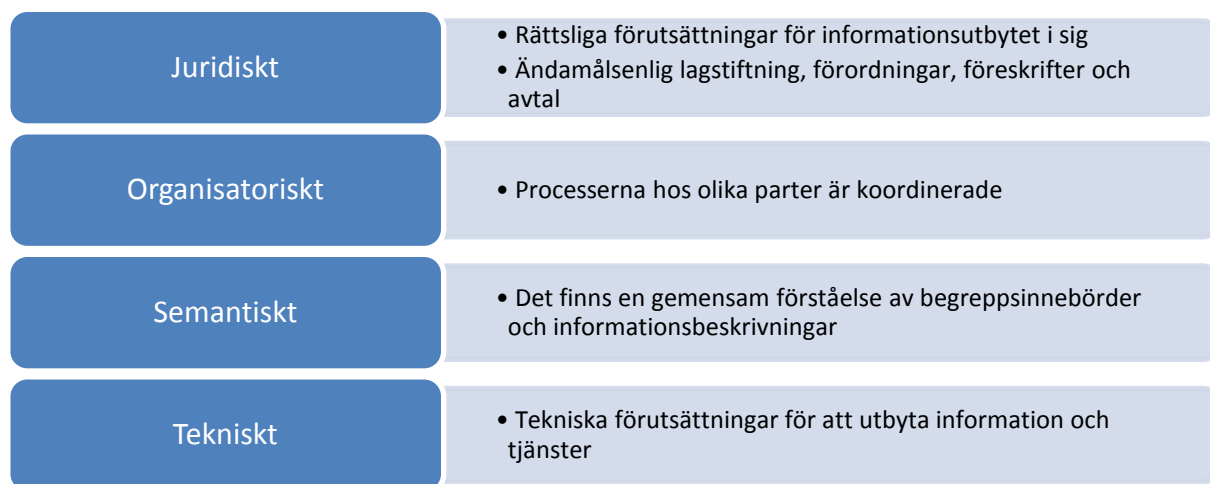 Juridiskt
• Rättsliga förutsättningar för informationsutbytet i sig
• Ändamålsenlig lagstiftning, förordningar, föreskrifter och
avtal
Organisatoriskt
• Processerna hos olika parter är koordinerade
Semantiskt
• Det finns en gemensam förståelse av begreppsinnebörder
och informationsbeskrivningar
Tekniskt
• Tekniska förutsättningar för att utbyta information och
tjänster